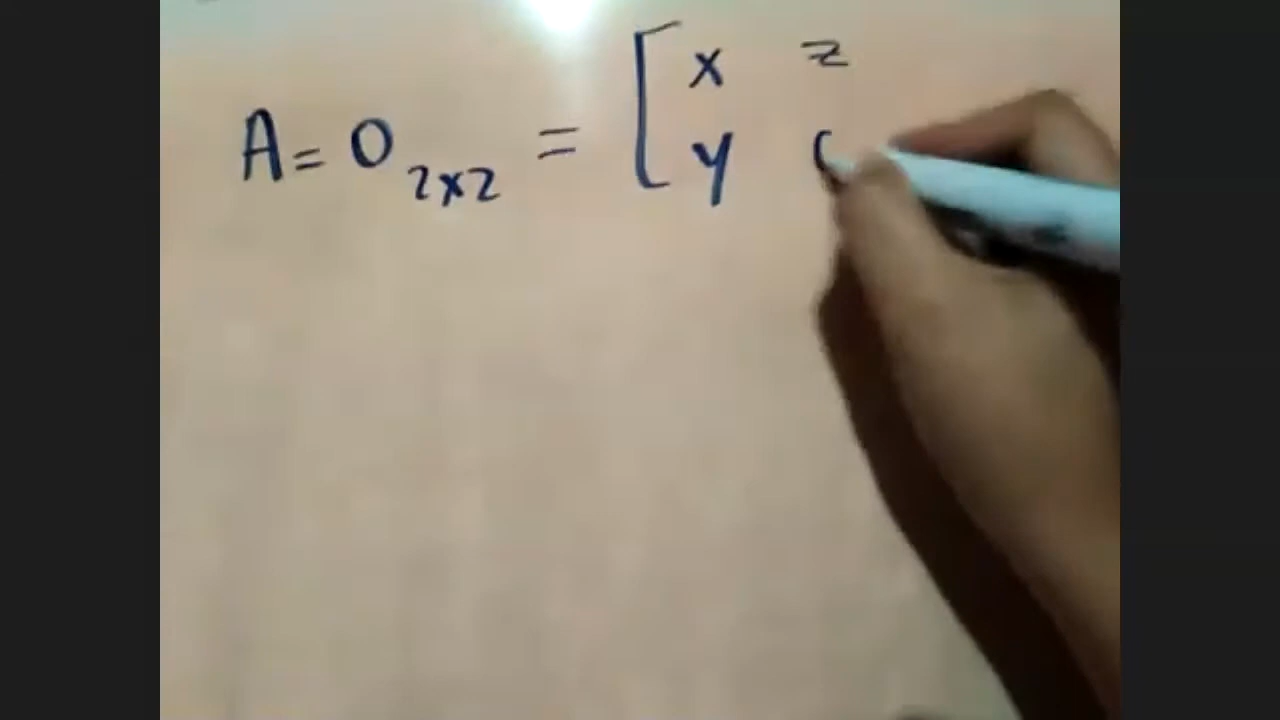 A = 0 2x2 = [ x z
y